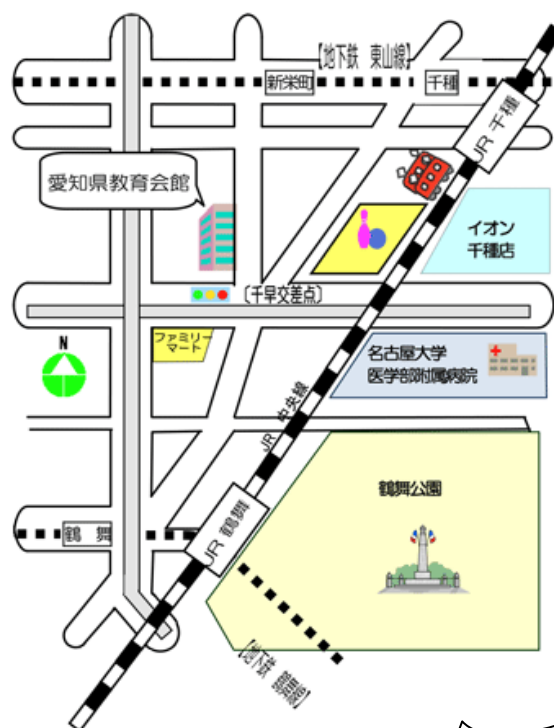 【地下鉄　東山線】
新栄町
千種
JR 千種
愛知県教育会館
イオン
千種店
〔千早交差点〕
ファミリー
マート
N
名古屋大学
医学部附属病院
JR 中央線
鶴舞公園
鶴　舞
JR 鶴舞
【地下鉄　鶴舞線】